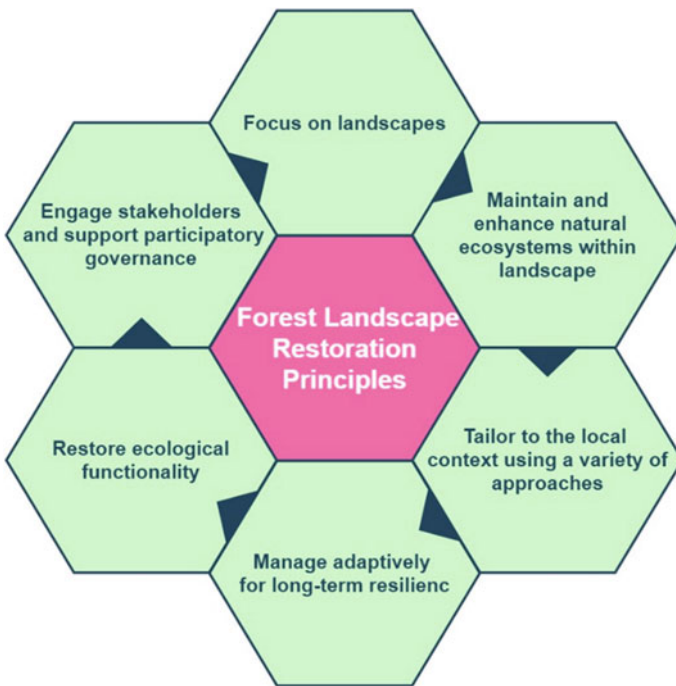 Focus on landscapes
Maintain and
enhance natural
ecosystems within
landscape
Tailor to the local
context using a variety of
approaches
Manage adaptively
for long-term resilienc
Restore ecological
functionality
Engage stakeholders
and support participatory
governance
Forest Landscape
Restoration
Principles